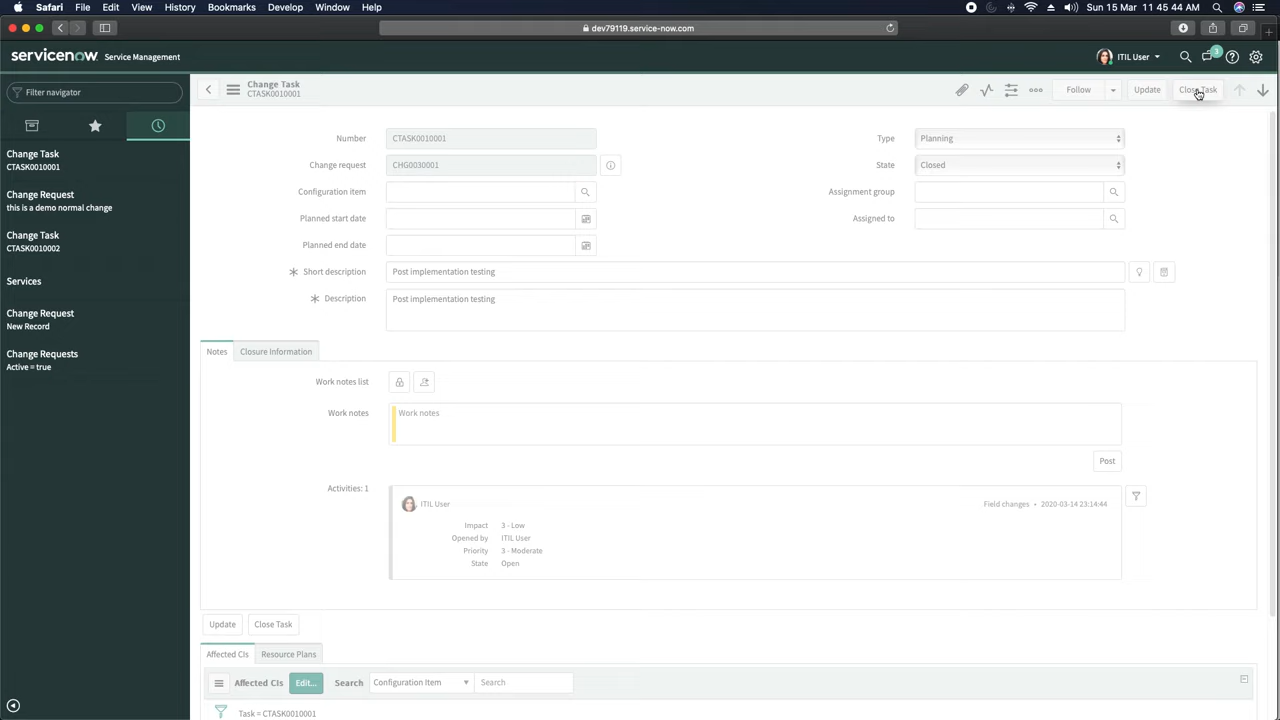 Safari File Edit View History Bookmarks Window Help
Sun 15 Mar 11:45:44 am
dev79119.service-now.com
servicenow Service Management
ITIL User
3
Filter navigator
Change Task
CTASK0010001
Follow
Update
Close Task
Change Task
CTASK0010001
Change Request
this is a demo normal change
Change Task
CTASK0010002
Services
Change Request
New Record
Change Requests
Active = true
Number CTASK0010001
Type Planning
Change request CHG0030001
State Closed
Configuration item
Assignment group
Planned start date
Assigned to
Planned end date
Short description Post implementation testing
Description Post implementation testing
Notes
Closure Information
Work notes list
Work notes Work notes
Post
Activities: 1
ITIL User
Field changes • 2020-03-14 23:14:44
Impact 3 - Low
Opened by ITIL User
Priority 3 - Moderate
State Open
Update
Close Task
Affected CIs
Resource Plans
Affected CIs Edit... Search Configuration Item Search
Task = CTASK0010001